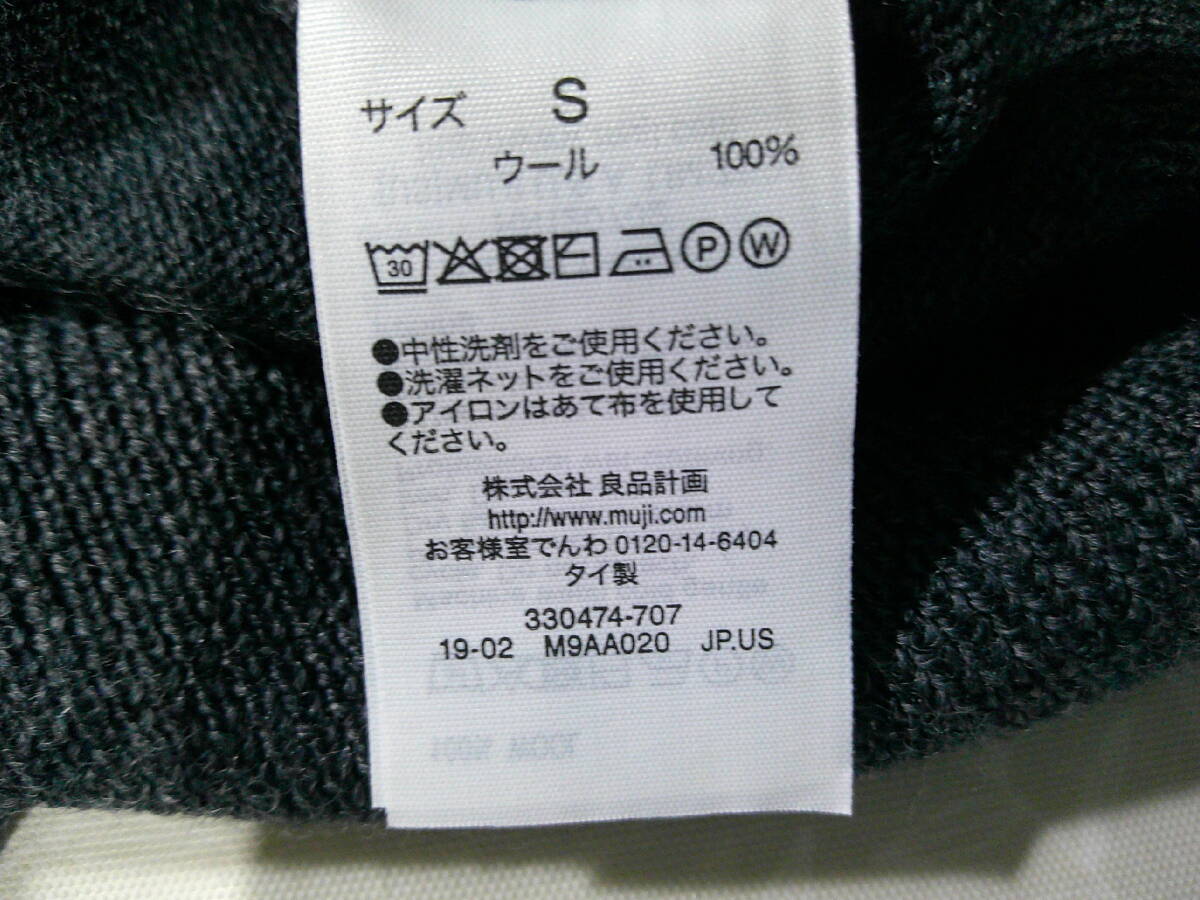 サイズ S
ウール 100%
30 P W
●中性洗剤をご使用ください。
●洗濯ネットをご使用ください。
●アイロンはあて布を使用して
ください。
株式会社 良品計画
http://www.muji.com
お客様室でんわ 0120-14-6404
タイ製
330474-707
19-02 M9AA020 JP.US